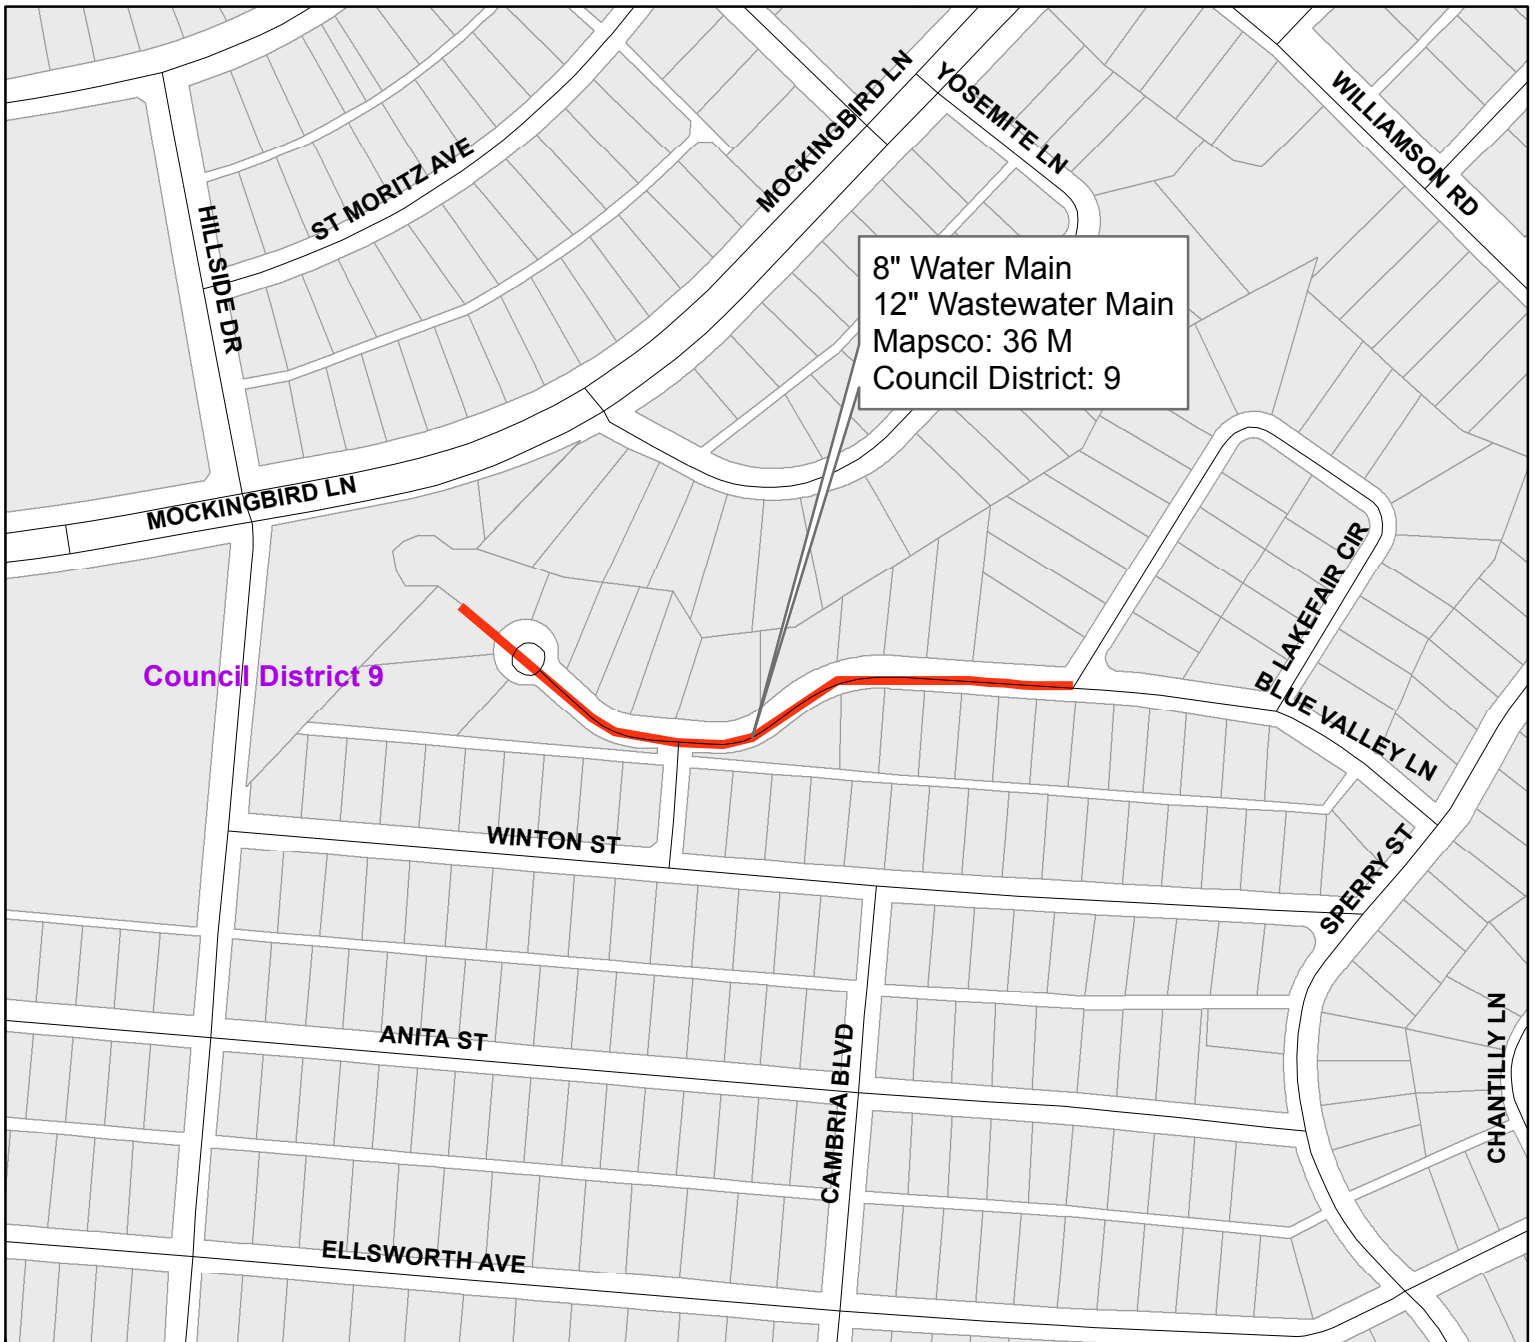 MOCKINGBIRD LN
YOSEMITE LN
WILLIAMSON RD
ST MORITZ AVE
HILLSIDE DR
8" Water Main
12" Wastewater Main
Mapsco: 36 M
Council District: 9
MOCKINGBIRD LN
LAKEFAIR CIR
Council District 9
BLUE VALLEY LN
WINTON ST
SPERRY ST
ANITA ST
CAMBRIA BLVD
CHANTILLY LN
ELLSWORTH AVE